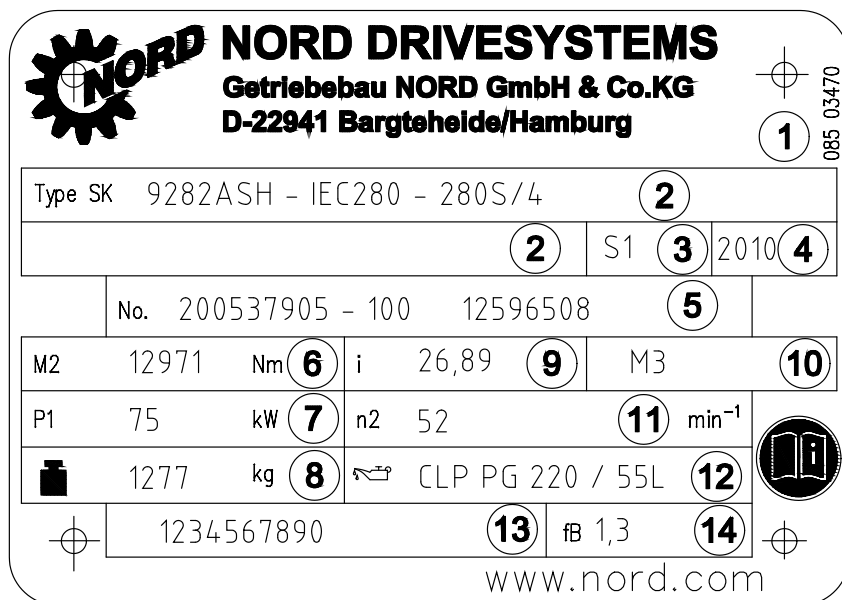 NORD NORD DRIVESYSTEMS
Getriebebau NORD GmbH & Co.KG
D-22941 Bargteheide/Hamburg
1
085 03470
Type SK 9282ASH - IEC280 - 280S/4 2
2 S1 3 2010 4
No. 200537905 - 100 12596508 5
M2 12971 Nm 6 i 26,89 9 M3 10
P1 75 kW 7 n2 52 11 min⁻¹
1277 kg 8 CLP PG 220 / 55L 12
i
1234567890 13 fB 1,3 14
www.nord.com